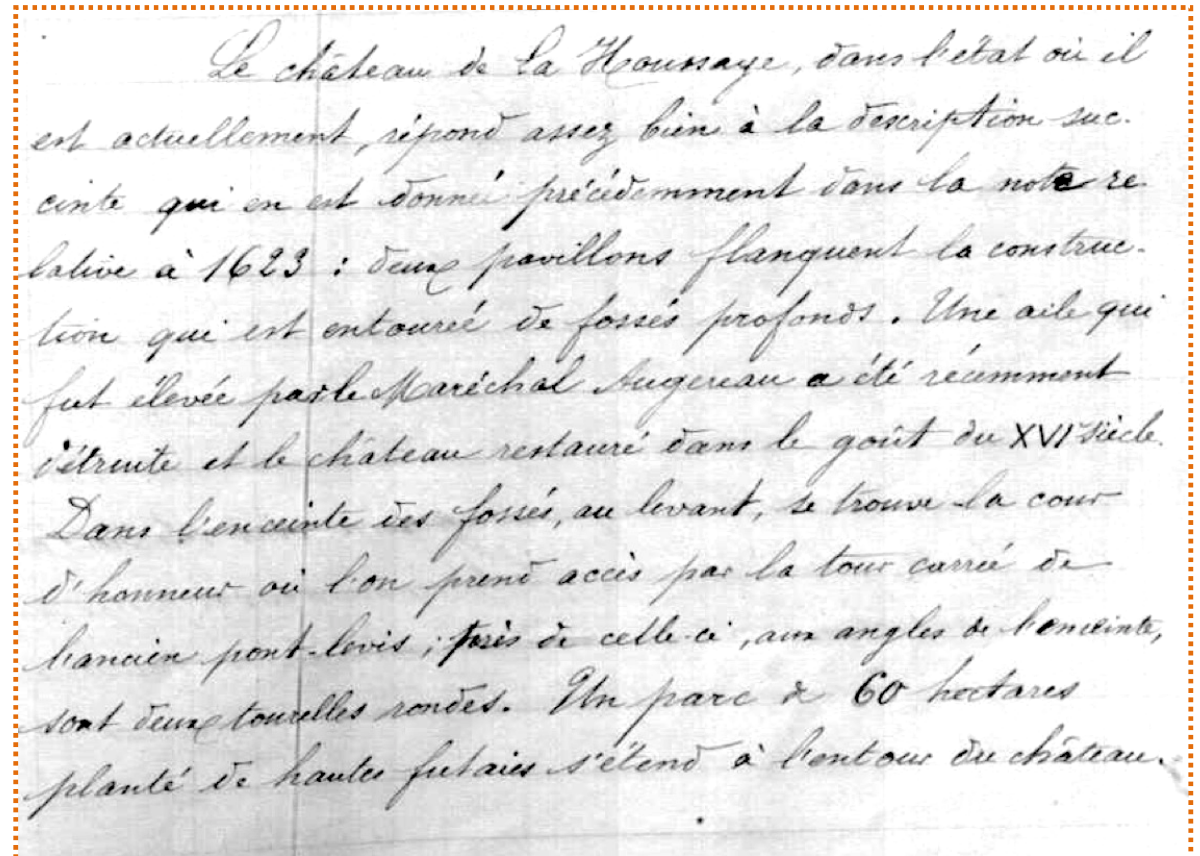 Le château de La Houssaye, dans l'état où il
est actuellement, répond assez bien à la description suc-
cinte qui en est donnée précédemment dans la note re
lative à 1623 : deux pavillons flanquent la construc-
tion qui est entourée de fossés profonds. Une aile qui
fut élevée par le Maréchal Augereau a été récemment
détruite et le château restauré dans le goût du XVIe siècle.
Dans l'enceinte des fossés, au levant, se trouve la cour
d'honneur où l'on prend accès par la tour carrée de
l'ancien pont-levis ; près de celle-ci, aux angles de l'enceinte,
sont deux tourelles rondes. Un parc de 60 hectares
planté de hautes futaies s'étend à l'entour du château.